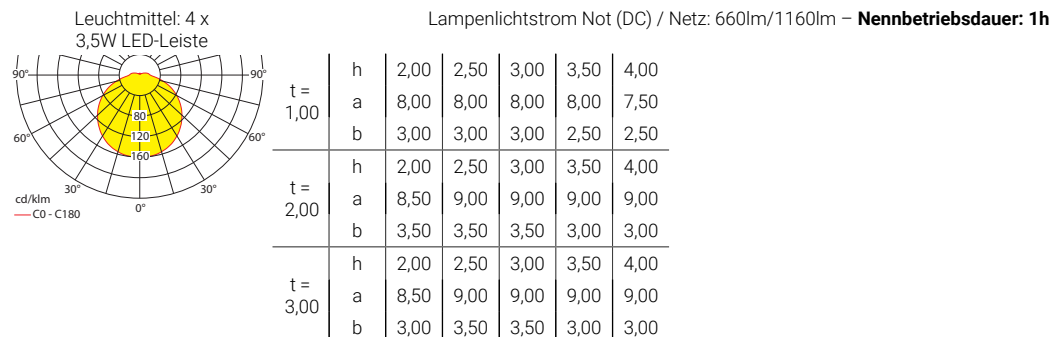 Leuchtmittel: 4 x
3,5W LED-Leiste
Lampenlichtstrom Not (DC) / Netz: 660lm/1160lm – Nennbetriebsdauer: 1h
90° 90°
80
120
160
60° 60°
30° 30°
0°
cd/klm
C0 - C180
t = 1,00
h 2,00 2,50 3,00 3,50 4,00
a 8,00 8,00 8,00 8,00 7,50
b 3,00 3,00 3,00 2,50 2,50
t = 2,00
h 2,00 2,50 3,00 3,50 4,00
a 8,50 9,00 9,00 9,00 9,00
b 3,50 3,50 3,50 3,00 3,00
t = 3,00
h 2,00 2,50 3,00 3,50 4,00
a 8,50 9,00 9,00 9,00 9,00
b 3,00 3,50 3,50 3,00 3,00